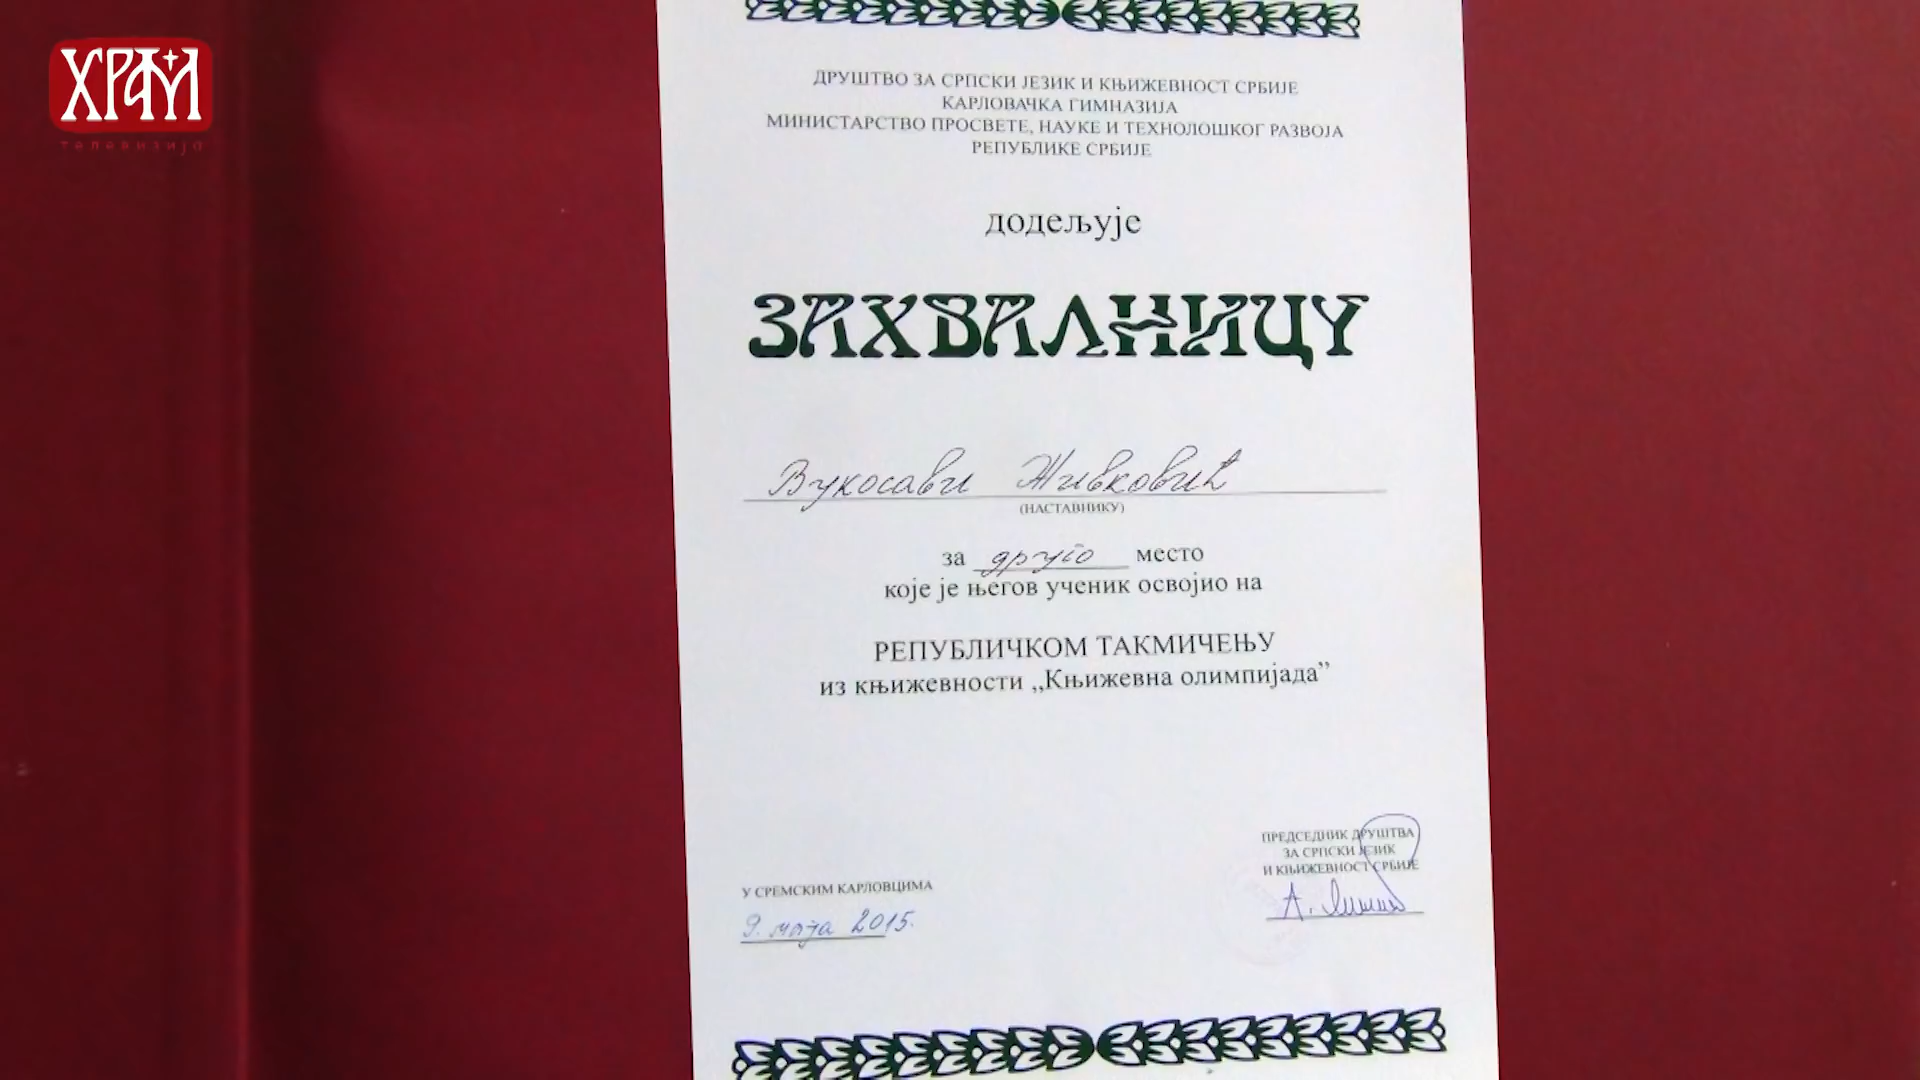 ХРАМ
телевизија
ДРУШТВО ЗА СРПСКИ ЈЕЗИК И КЊИЖЕВНОСТ СРБИЈЕ
КАРЛОВАЧКА ГИМНАЗИЈА
МИНИСТАРСТВО ПРОСВЕТЕ, НАУКЕ И ТЕХНОЛОШКОГ РАЗВОЈА
РЕПУБЛИКЕ СРБИЈЕ
додељује
ЗАХВАЛНИЦУ
Вукосави Живковић
(НАСТАВНИКУ)
за друго место
које је његов ученик освојио на
РЕПУБЛИЧКОМ ТАКМИЧЕЊУ
из књижевности „Књижевна олимпијада”
ПРЕДСЕДНИК ДРУШТВА
ЗА СРПСКИ ЈЕЗИК
И КЊИЖЕВНОСТ СРБИЈЕ
У СРЕМСКИМ КАРЛОВЦИМА
9. маја 2015.